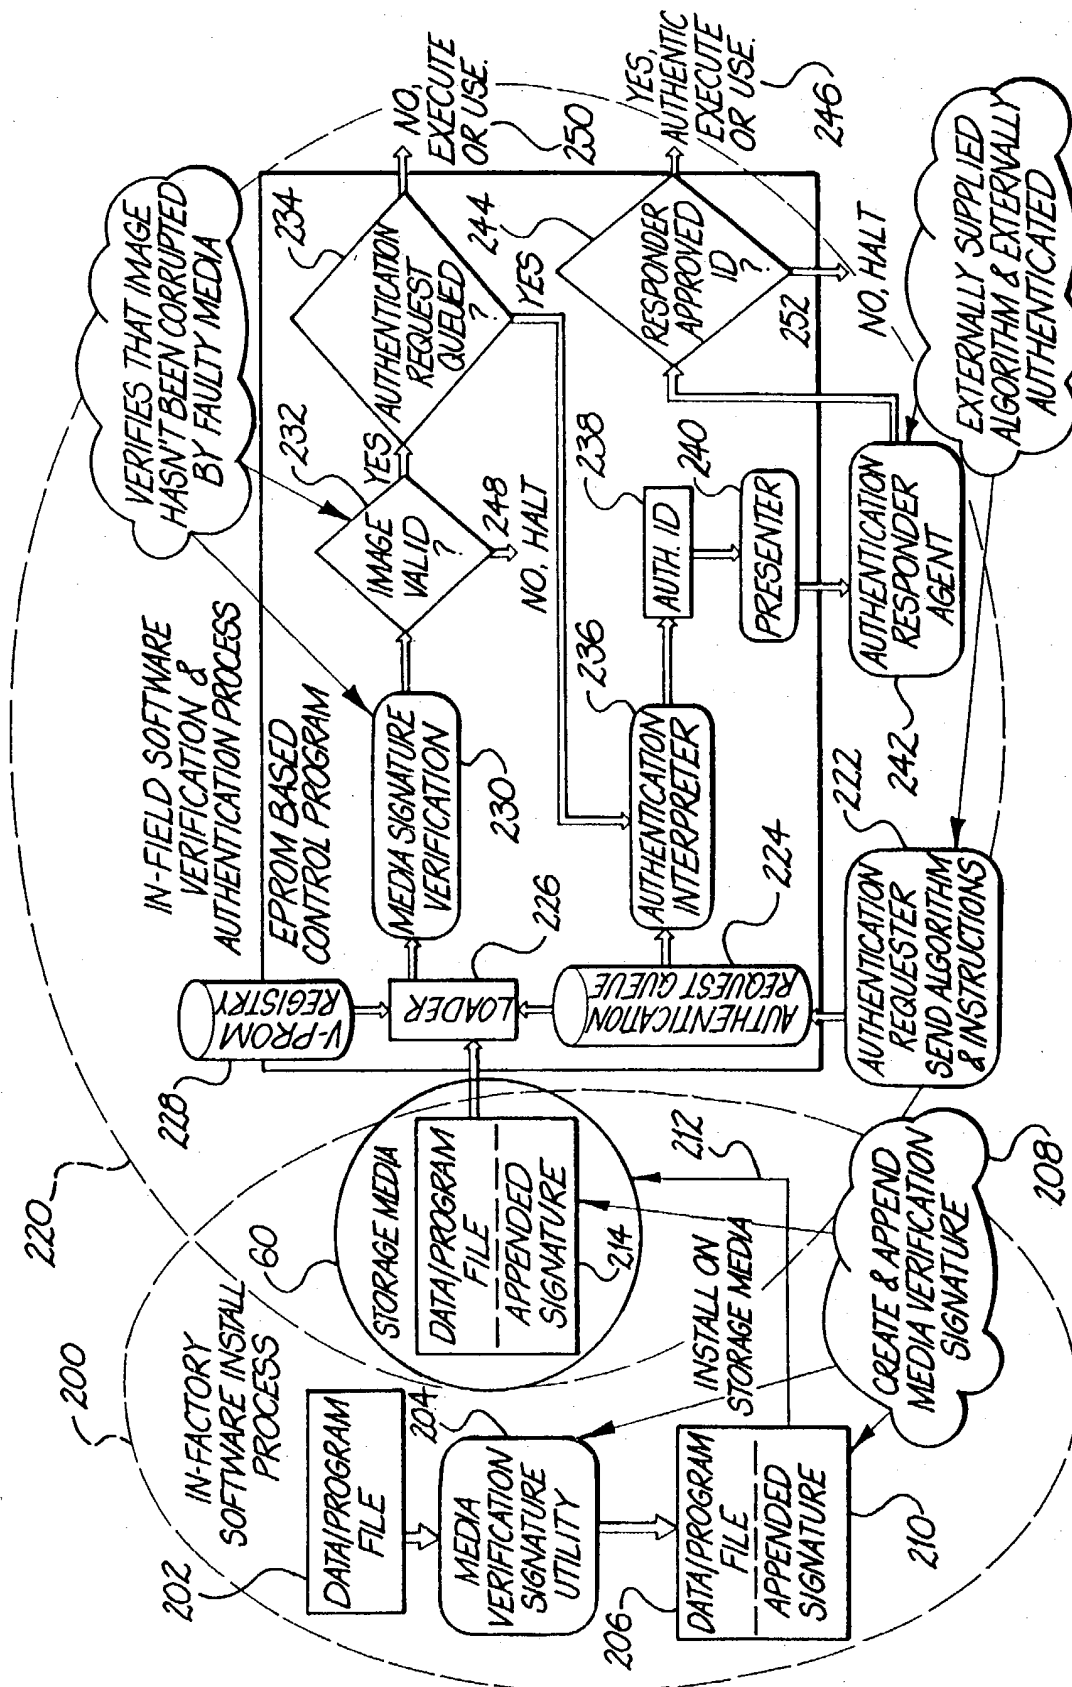 200
IN-FACTORY
SOFTWARE INSTALL
PROCESS
202
DATA/PROGRAM
FILE
204
MEDIA
VERIFICATION
SIGNATURE
UTILITY
206
DATA/PROGRAM
FILE
APPENDED
SIGNATURE
210
INSTALL ON
STORAGE MEDIA
212
CREATE & APPEND
MEDIA VERIFICATION
SIGNATURE
208
60
STORAGE MEDIA
DATA/PROGRAM
FILE
APPENDED
SIGNATURE
214
220
IN-FIELD SOFTWARE
VERIFICATION &
AUTHENTICATION PROCESS
EPROM BASED
CONTROL PROGRAM
228
V-PROM
REGISTRY
LOADER
226
AUTHENTICATION
REQUEST QUEUE
224
AUTHENTICATION
REQUESTER
SEND ALGORITHM
& INSTRUCTIONS
222
MEDIA SIGNATURE
VERIFICATION
230
VERIFIES THAT IMAGE
HASN'T BEEN CORRUPTED
BY FAULTY MEDIA
232
IMAGE
VALID
?
YES
248
NO, HALT
234
AUTHENTICATION
REQUEST
QUEUED
?
YES
NO,
EXECUTE
OR USE.
250
236
AUTHENTICATION
INTERPRETER
238
AUTH. ID
240
PRESENTER
AUTHENTICATION
RESPONDER
AGENT
242
244
RESPONDER
APPROVED
ID
?
YES,
AUTHENTIC
EXECUTE
OR USE.
246
252
NO, HALT
EXTERNALLY SUPPLIED
ALGORITHM & EXTERNALLY
AUTHENTICATED